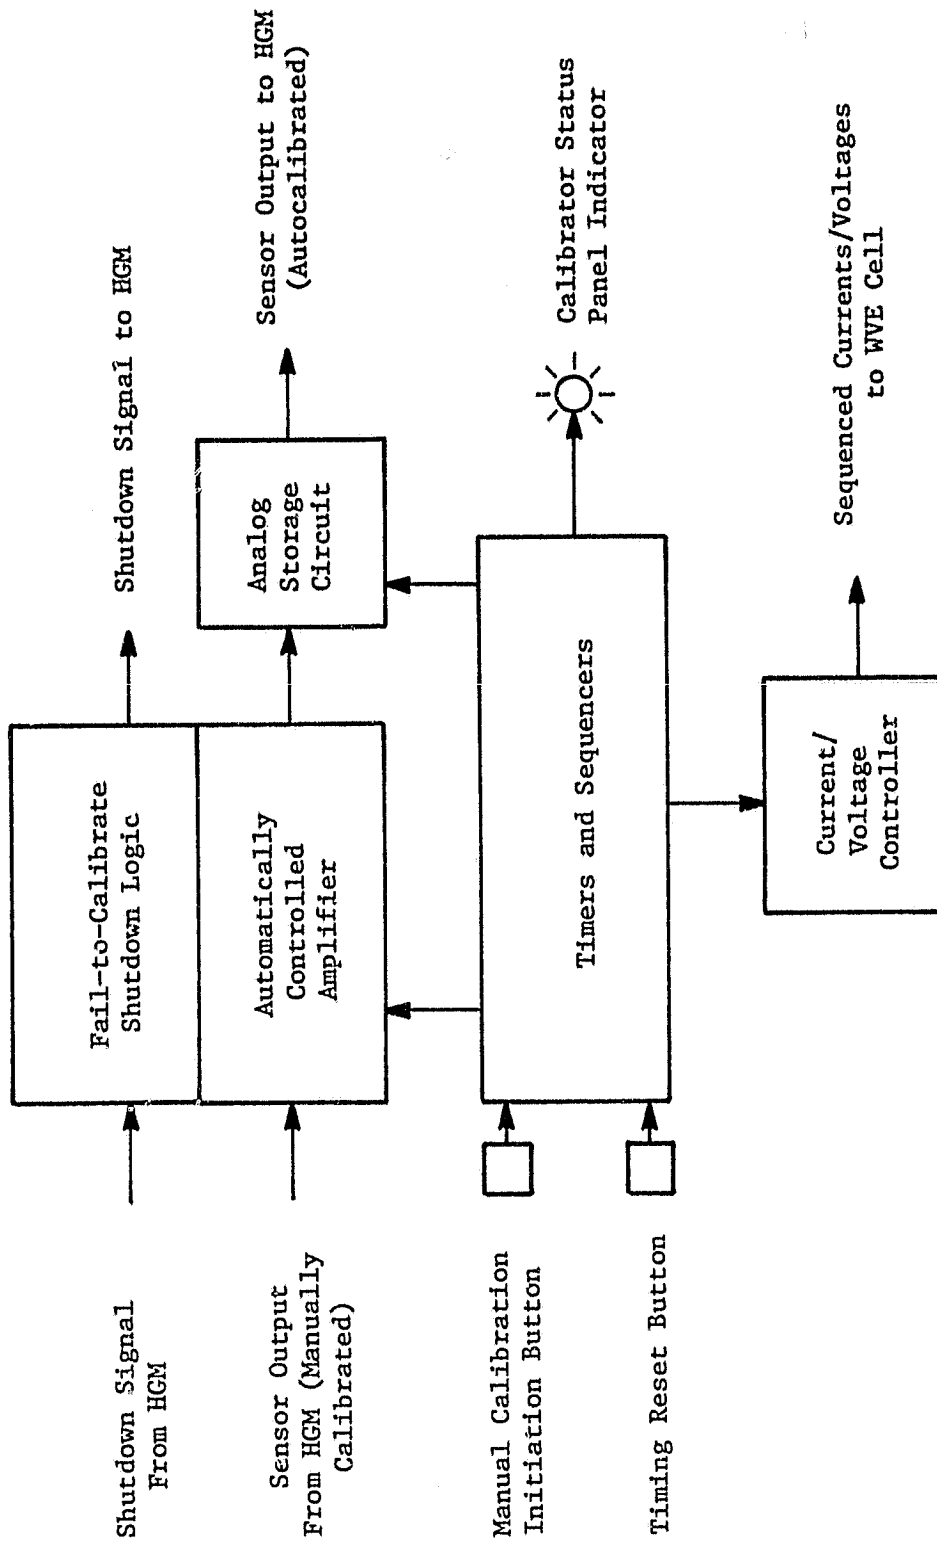 Shutdown Signal
From HGM
Fail-to-Calibrate
Shutdown Logic
Shutdown Signal to HGM
Sensor Output
From HGM (Manually
Calibrated)
Automatically
Controlled
Amplifier
Analog
Storage
Circuit
Sensor Output to HGM
(Autocalibrated)
Manual Calibration
Initiation Button
Timing Reset Button
Timers and Sequencers
Calibrator Status
Panel Indicator
Current/
Voltage
Controller
Sequenced Currents/Voltages
to WVE Cell